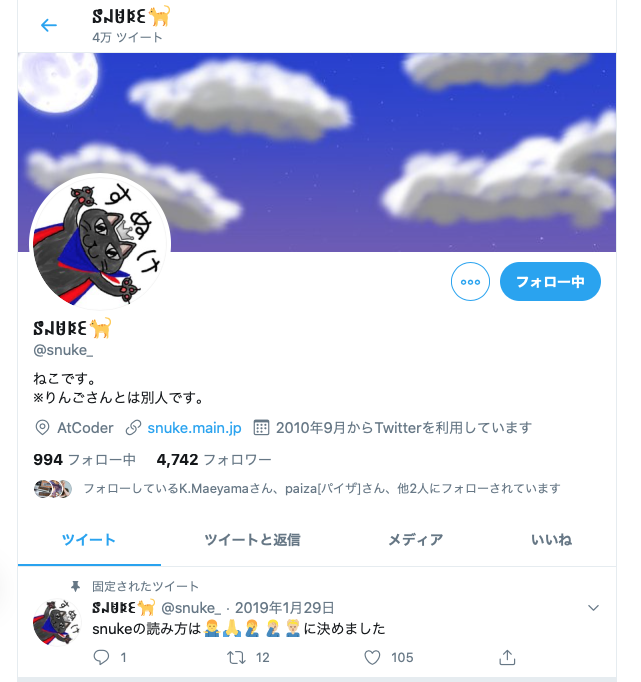 ꌗꈤꀎꀘꍟ🐈
4万 ツイート
すぬけ
フォロー中
ꌗꈤꀎꀘꍟ🐈
@snuke_
ねこです。
※りんごさんとは別人です。
AtCoder snuke.main.jp 2010年9月からTwitterを利用しています
994 フォロー中 4,742 フォロワー
フォローしているK.Maeyamaさん、paiza[パイザ]さん、他2人にフォローされています
ツイート ツイートと返信 メディア いいね
固定されたツイート
ꌗꈤꀎꀘꍟ🐈 @snuke_ · 2019年1月29日
snukeの読み方は🤷‍♂️🙏🤦‍♂️🤦🏼‍♂️👮🏼に決めました
1 12 105